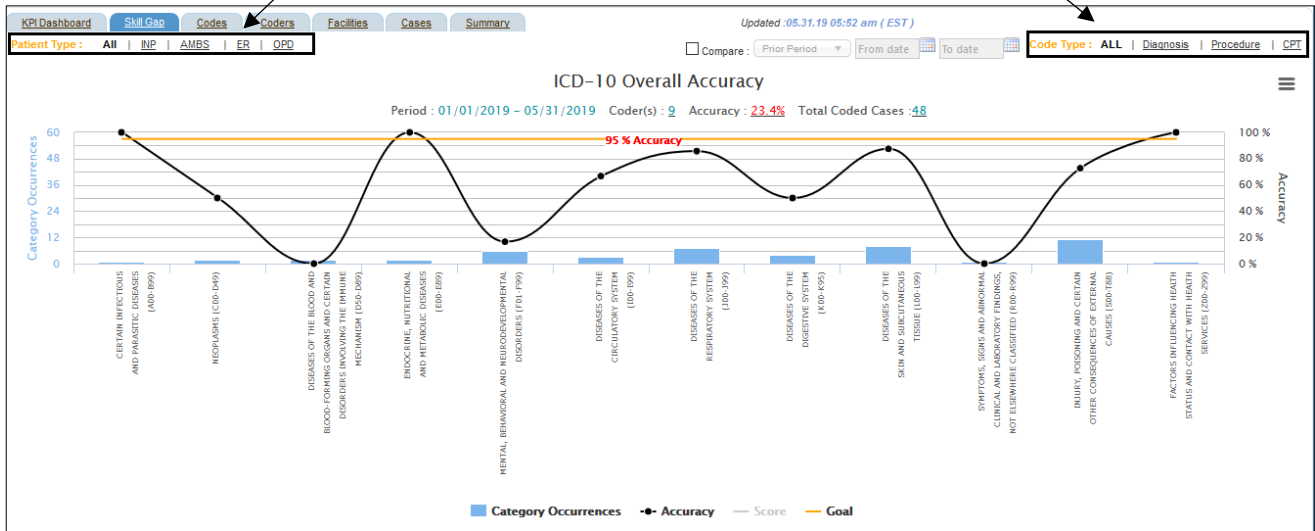 KPI Dashboard Skill Gap Codes Coders Facilities Cases Summary Updated :05.31.19 05:52 am ( EST )
Patient Type : All | INP | AMBS | ER | OPD Compare : Prior Period From date To date Code Type : ALL | Diagnosis | Procedure | CPT
ICD-10 Overall Accuracy
Period : 01/01/2019 - 05/31/2019 Coder(s) : 9 Accuracy : 23.4% Total Coded Cases :48
95 % Accuracy
Category Occurrences
60
48
36
24
12
0
100 %
80 %
60 %
40 %
20 %
0 %
Accuracy
CERTAIN INFECTIOUS
AND PARASITIC DISEASES
(A00-B99)
NEOPLASMS (C00-D49)
DISEASES OF THE BLOOD AND
BLOOD-FORMING ORGANS AND CERTAIN
DISORDERS INVOLVING THE IMMUNE
MECHANISM (D50-D89)
ENDOCRINE, NUTRITIONAL
AND METABOLIC DISEASES
(E00-E89)
MENTAL, BEHAVIORAL AND NEURODEVELOPMENTAL
DISORDERS (F01-F99)
DISEASES OF THE
CIRCULATORY SYSTEM
(I00-I99)
DISEASES OF THE
RESPIRATORY SYSTEM
(J00-J99)
DISEASES OF THE
DIGESTIVE SYSTEM
(K00-K95)
DISEASES OF THE
SKIN AND SUBCUTANEOUS
TISSUE (L00-L99)
SYMPTOMS, SIGNS AND ABNORMAL
CLINICAL AND LABORATORY FINDINGS,
NOT ELSEWHERE CLASSIFIED (R00-R99)
INJURY, POISONING AND CERTAIN
OTHER CONSEQUENCES OF EXTERNAL
CAUSES (S00-T88)
FACTORS INFLUENCING HEALTH
STATUS AND CONTACT WITH HEALTH
SERVICES (Z00-Z99)
Category Occurrences Accuracy Score Goal